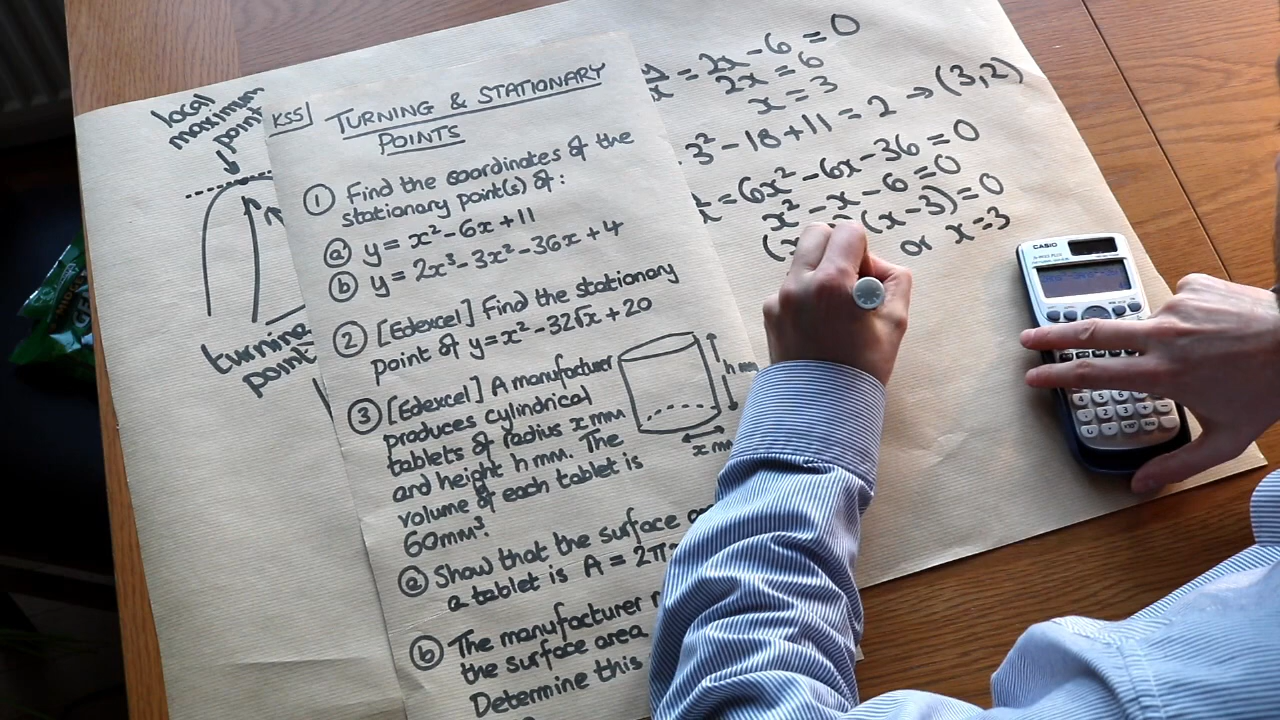 local
maximum
point
turning
point
KS5
TURNING & STATIONARY
POINTS
① Find the coordinates of the
stationary point(s) of:
ⓐ y = x² - 6x + 11
ⓑ y = 2x³ - 3x² - 36x + 4
② [Edexcel] Find the stationary
point of y = x² - 32√x + 20
③ [Edexcel] A manufacturer
produces cylindrical
tablets of radius x mm
and height h mm. The
volume of each tablet is
60mm³.
h mm
x mm
ⓐ Show that the surface
a tablet is A = 2π
ⓑ The manufacturer
the surface area
Determine this
= 2x - 6 = 0
2x = 6
x = 3
3² - 18 + 11 = 2 → (3,2)
= 6x² - 6x - 36 = 0
x² - x - 6 = 0
(x - 3) = 0
or x = 3
CASIO